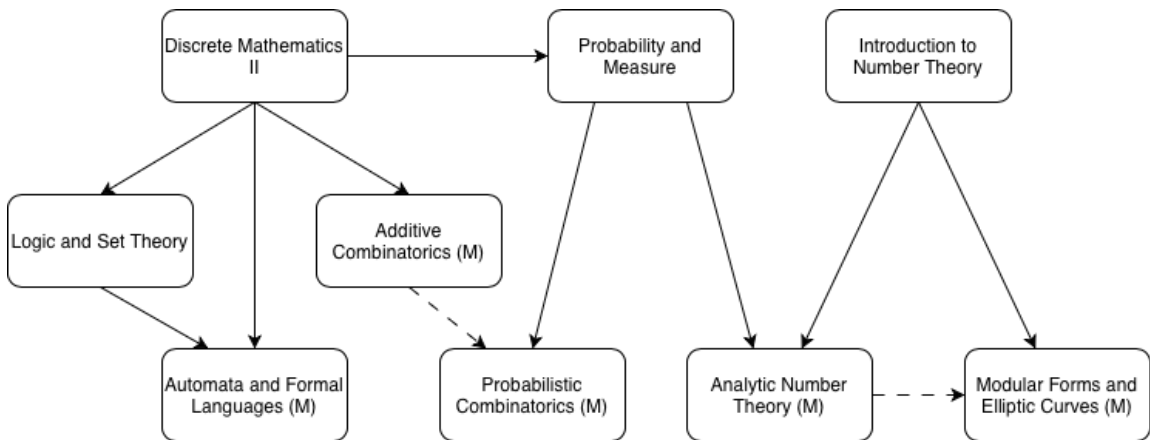 Discrete Mathematics
II
Probability and
Measure
Introduction to
Number Theory
Logic and Set Theory
Additive
Combinatorics (M)
Automata and Formal
Languages (M)
Probabilistic
Combinatorics (M)
Analytic Number
Theory (M)
Modular Forms and
Elliptic Curves (M)